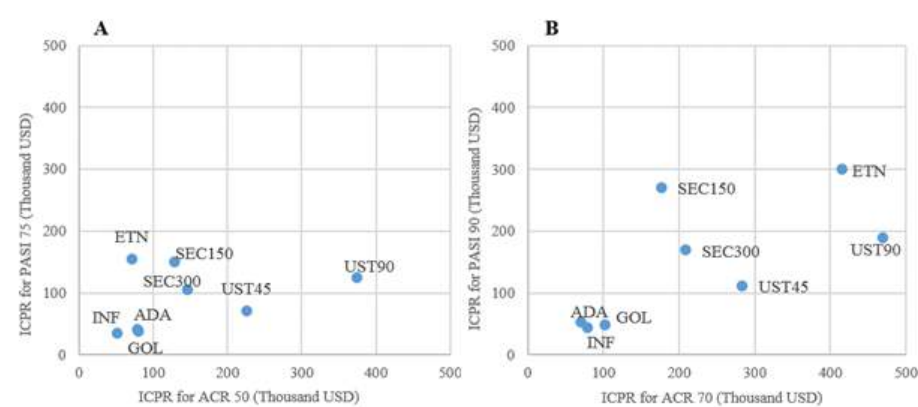 A
500
400
300
200
100
0
ICPR for PASI 75 (Thousand USD)
ETN
SEC150
SEC300
UST45
UST90
INF
ADA
GOL
0 100 200 300 400 500
ICPR for ACR 50 (Thousand USD)
B
500
400
300
200
100
0
ICPR for PASI 90 (Thousand USD)
SEC150
ETN
SEC300
UST90
UST45
ADA
GOL
INF
0 100 200 300 400 500
ICPR for ACR 70 (Thousand USD)